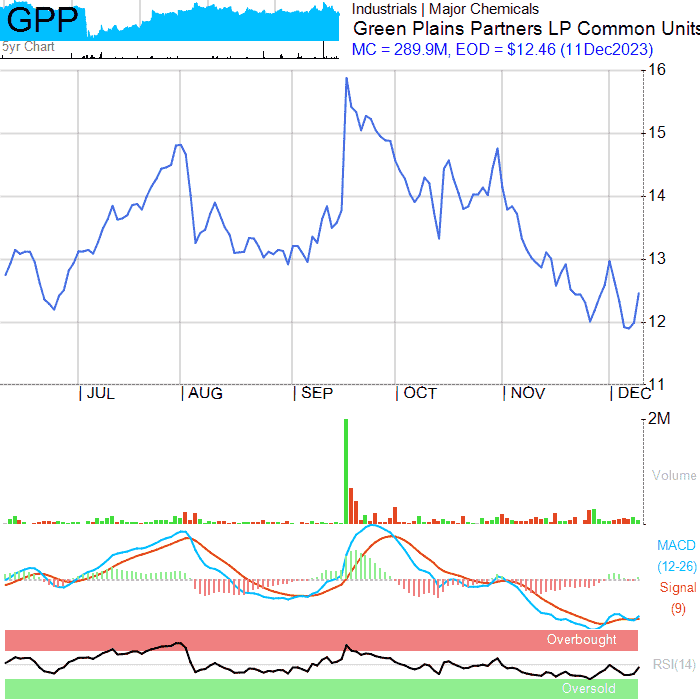 GPP
5yr Chart
Industrials | Major Chemicals
Green Plains Partners LP Common Units
MC = 289.9M, EOD = $12.46 (11Dec2023)
16
15
14
13
12
11
| JUL
| AUG
| SEP
| OCT
| NOV
| DEC
2M
Volume
MACD
(12-26)
Signal
(9)
Overbought
RSI(14)
Oversold